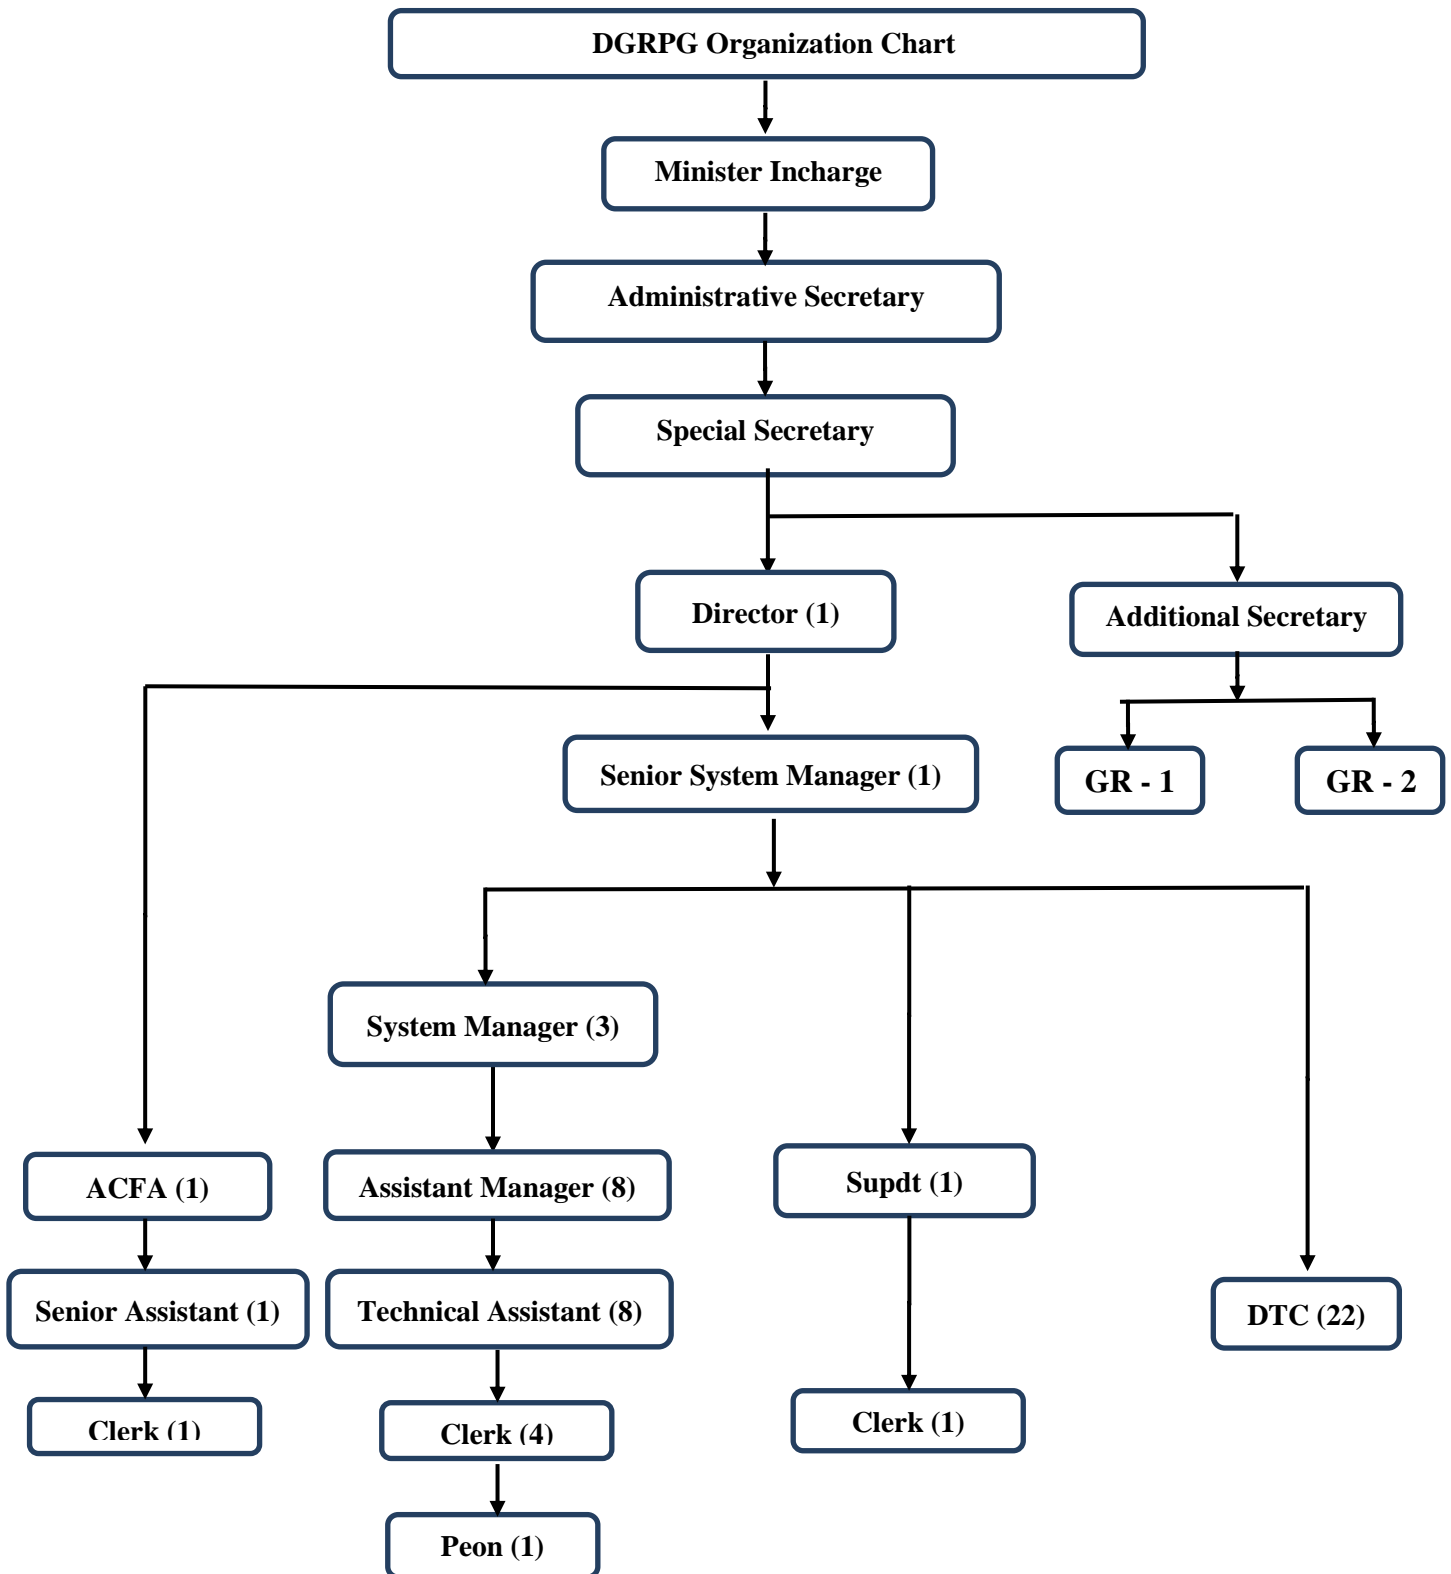 DGRPG Organization Chart
Minister Incharge
Administrative Secretary
Special Secretary
Director (1)
Additional Secretary
Senior System Manager (1)
GR - 1
GR - 2
System Manager (3)
ACFA (1)
Assistant Manager (8)
Supdt (1)
Senior Assistant (1)
Technical Assistant (8)
DTC (22)
Clerk (1)
Clerk (4)
Clerk (1)
Peon (1)